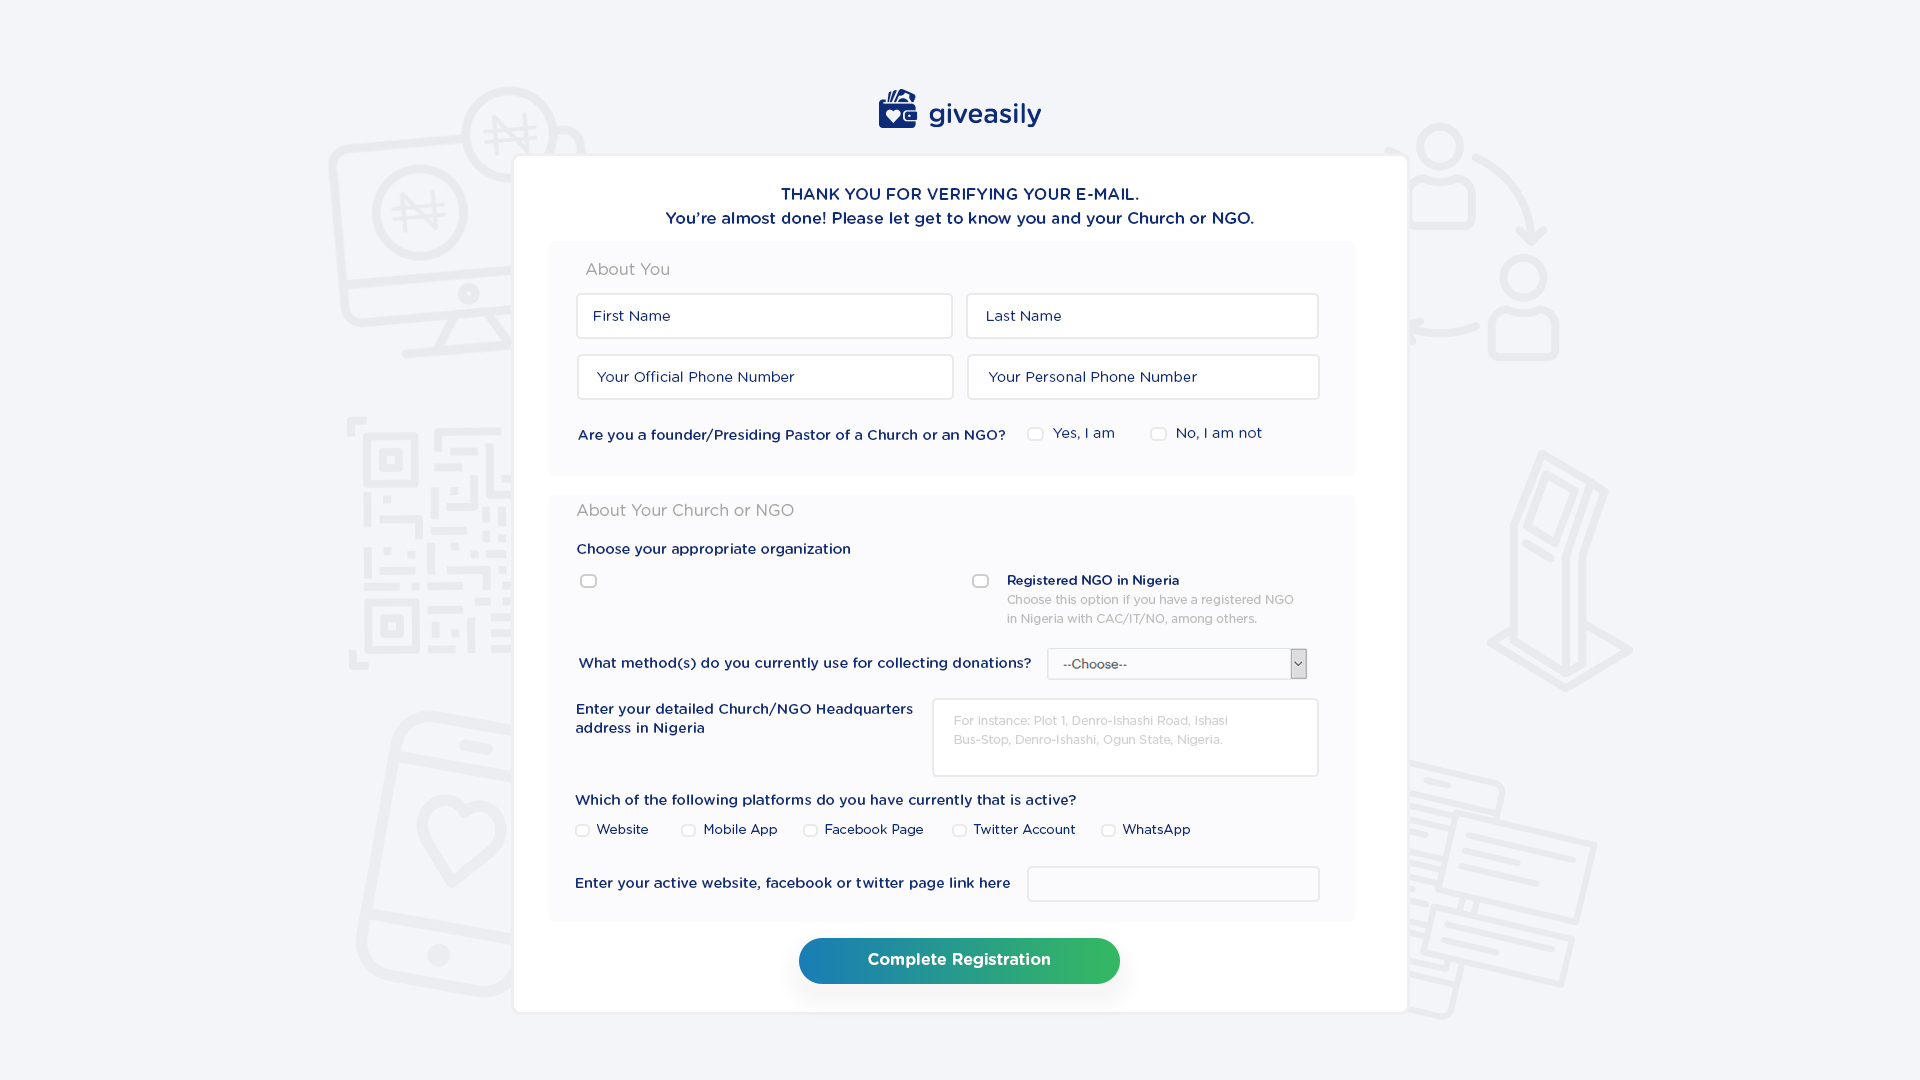 giveasily
THANK YOU FOR VERIFYING YOUR E-MAIL.
You're almost done! Please let get to know you and your Church or NGO.
About You
First Name
Last Name
Your Official Phone Number
Your Personal Phone Number
Are you a founder/Presiding Pastor of a Church or an NGO?
Yes, I am
No, I am not
About Your Church or NGO
Choose your appropriate organization
Registered NGO in Nigeria
Choose this option if you have a registered NGO
in Nigeria with CAC/IT/NO, among others.
What method(s) do you currently use for collecting donations?
--Choose--
Enter your detailed Church/NGO Headquarters
address in Nigeria
For instance: Plot 1, Denro-Ishashi Road, Ishasi
Bus-Stop, Denro-Ishashi, Ogun State, Nigeria.
Which of the following platforms do you have currently that is active?
Website
Mobile App
Facebook Page
Twitter Account
WhatsApp
Enter your active website, facebook or twitter page link here
Complete Registration